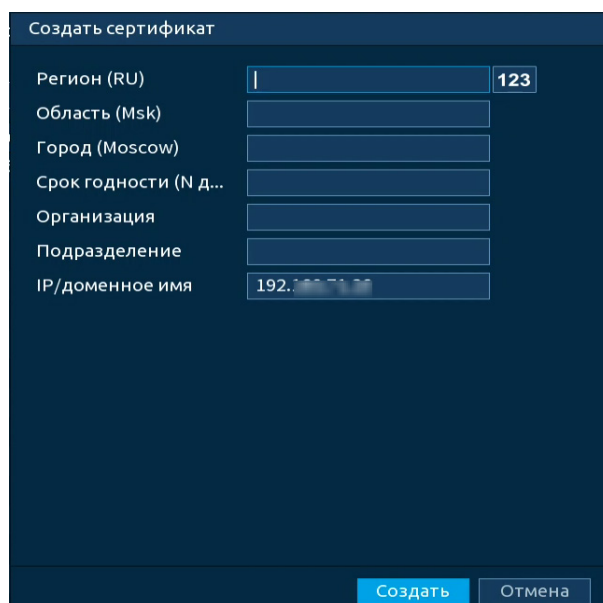 Создать сертификат
Регион (RU) 123
Область (Msk)
Город (Moscow)
Срок годности (N д...
Организация
Подразделение
IP/доменное имя 192.
Создать Отмена